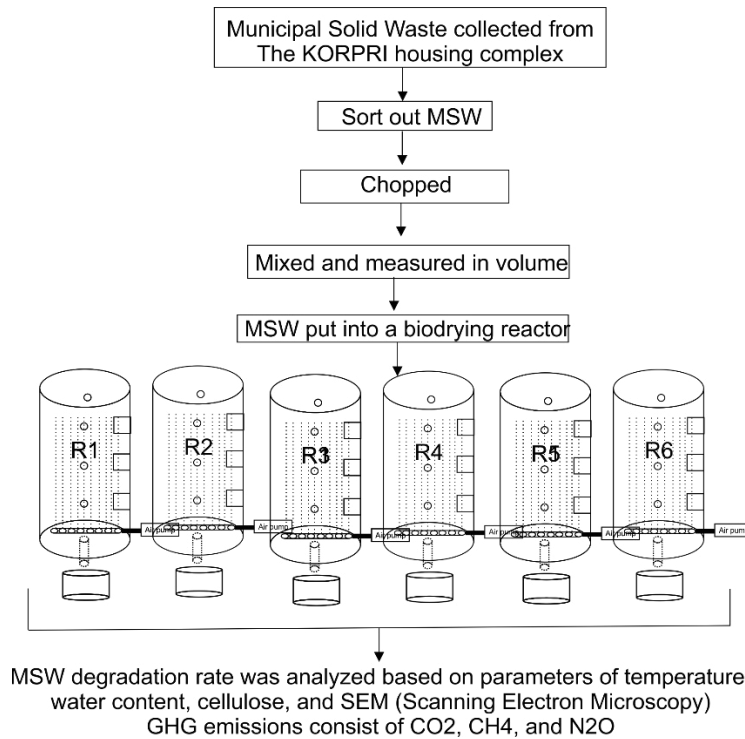 Municipal Solid Waste collected from
The KORPRI housing complex
Sort out MSW
Chopped
Mixed and measured in volume
MSW put into a biodrying reactor
R1
R2
R3
R4
R5
R6
Air pump
Air pump
Air pump
Air pump
Air pump
Air pump
MSW degradation rate was analyzed based on parameters of temperature
water content, cellulose, and SEM (Scanning Electron Microscopy)
GHG emissions consist of CO2, CH4, and N2O